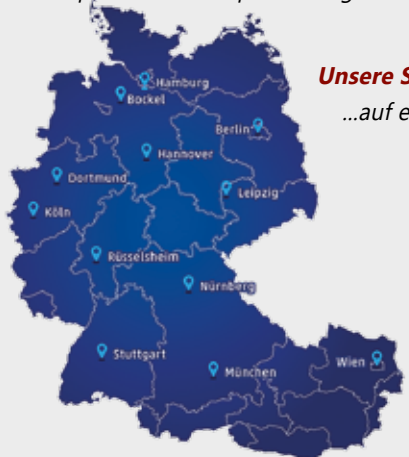 Unsere S
...auf e
Hamburg
Bockel
Berlin
Hannover
Dortmund
Leipzig
Köln
Rüsselsheim
Nürnberg
Stuttgart
Wien
München